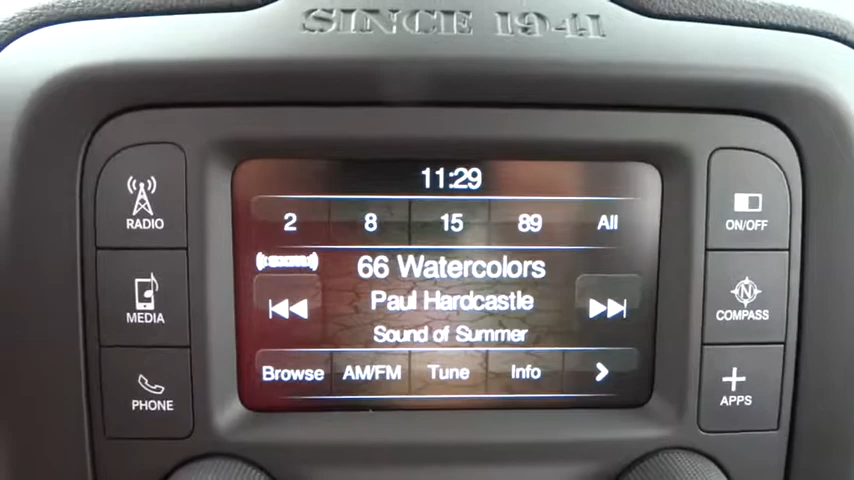 SINCE 1941
11:29
RADIO
2 8 15 89 All
ON/OFF
66 Watercolors
Paul Hardcastle
Sound of Summer
MEDIA
N
COMPASS
Browse AM/FM Tune Info
PHONE
APPS